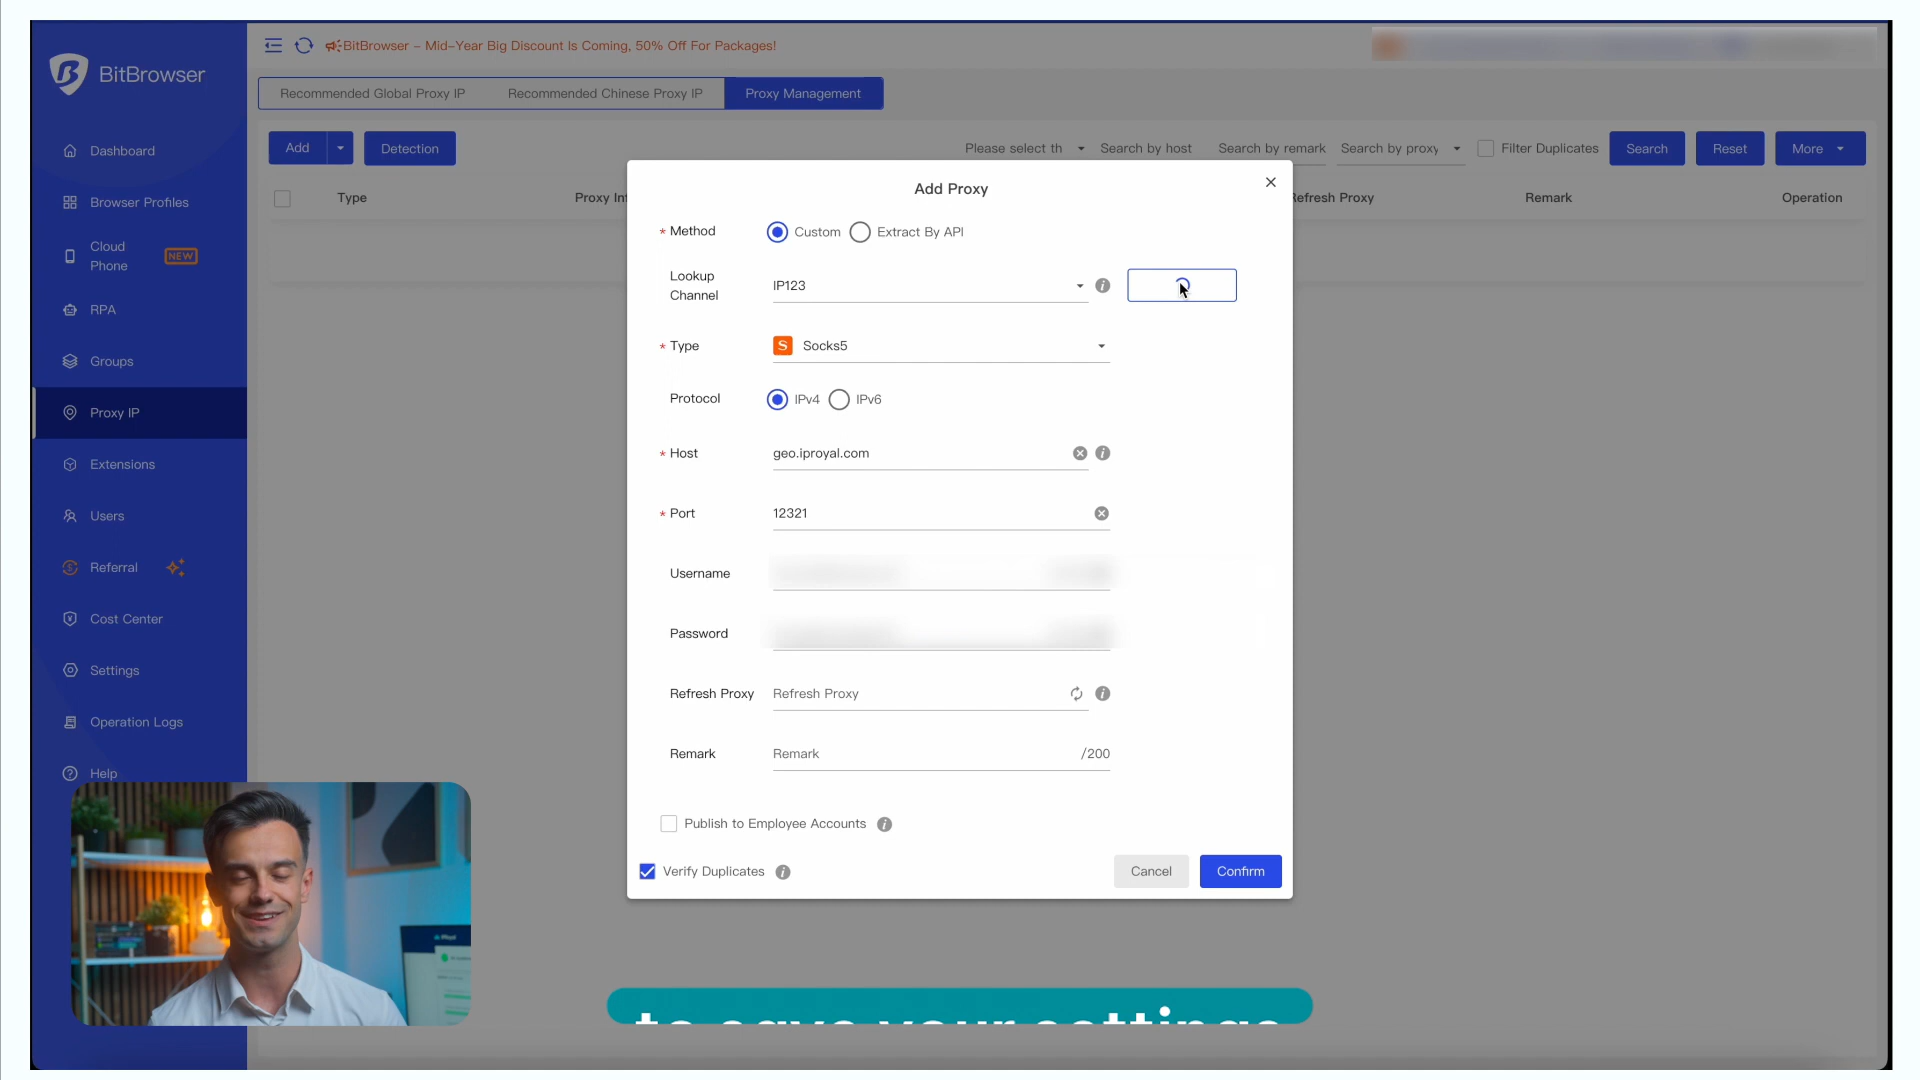 BitBrowser
BitBrowser - Mid-Year Big Discount Is Coming, 50% Off For Packages!
Recommended Global Proxy IP
Recommended Chinese Proxy IP
Proxy Management
Add
Detection
Please select th
Search by host
Search by remark
Search by proxy
Filter Duplicates
Search
Reset
More
Type
Proxy In
Refresh Proxy
Remark
Operation
Dashboard
Browser Profiles
Cloud
Phone
NEW
RPA
Groups
Proxy IP
Extensions
Users
Referral
Cost Center
Settings
Operation Logs
Help
Add Proxy
* Method
Custom
Extract By API
Lookup
Channel
IP123
* Type
S Socks5
Protocol
IPv4
IPv6
* Host
geo.iproyal.com
* Port
12321
Username
Password
Refresh Proxy
Refresh Proxy
Remark
Remark
/200
Publish to Employee Accounts
Verify Duplicates
Cancel
Confirm
to save your settings